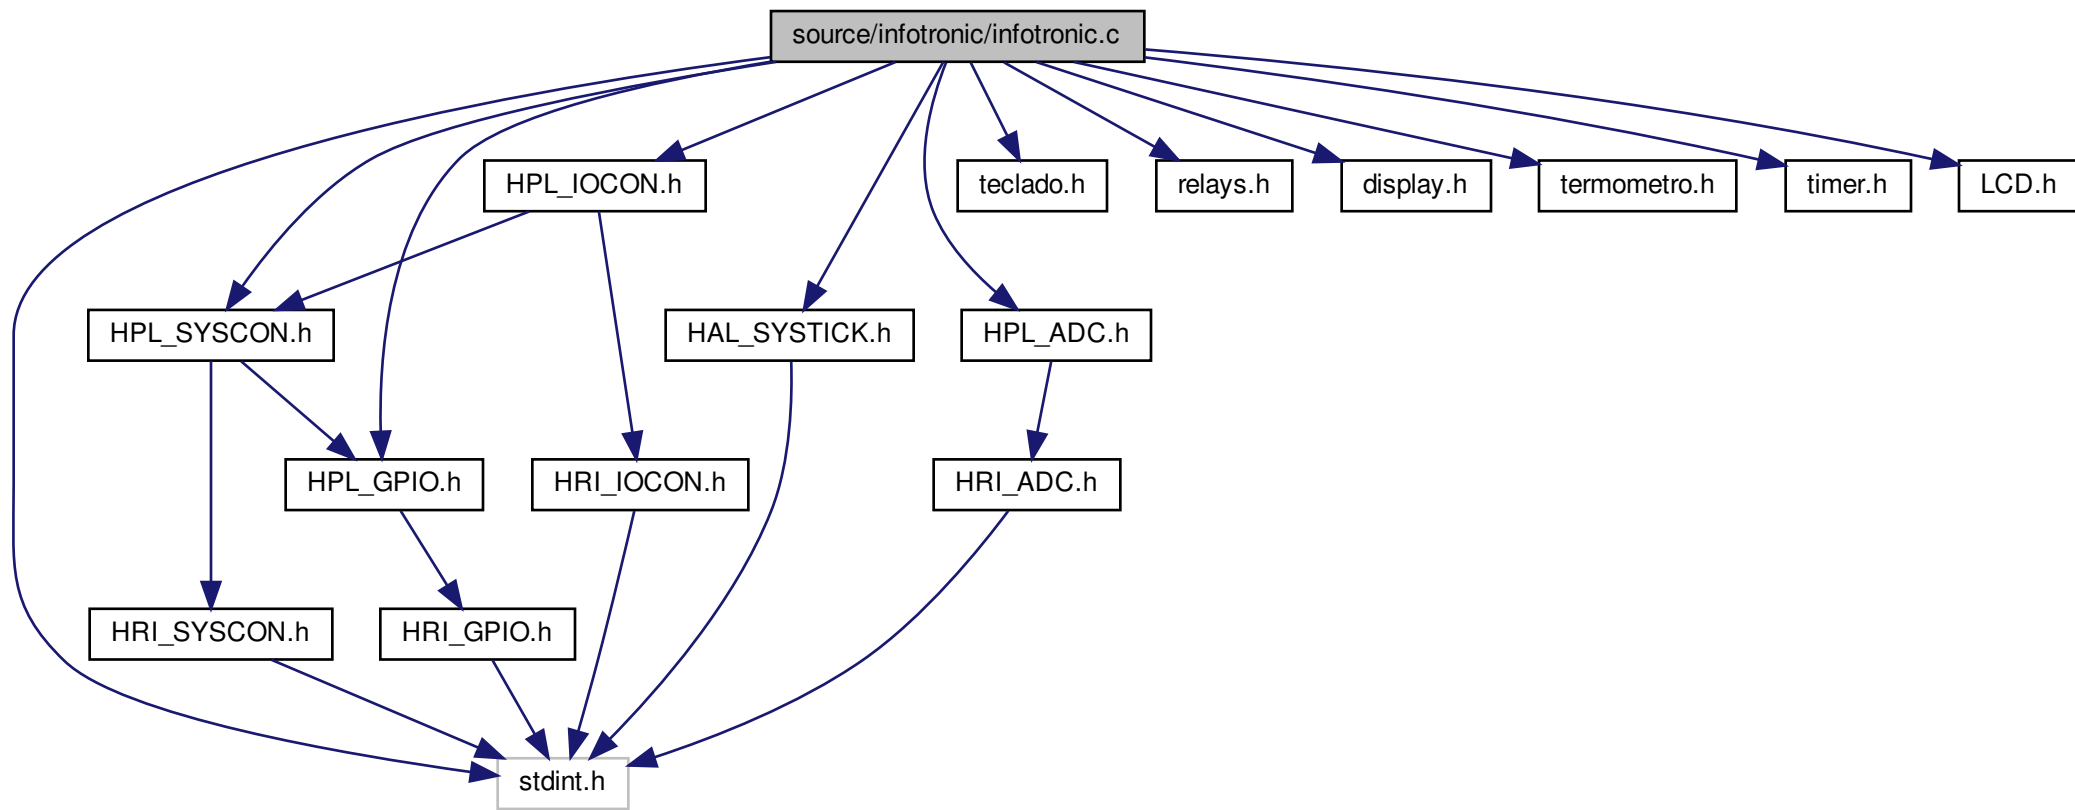 source/infotronic/infotronic.c
HPL_IOCON.h
teclado.h
relays.h
display.h
termometro.h
timer.h
LCD.h
HPL_SYSCON.h
HAL_SYSTICK.h
HPL_ADC.h
HPL_GPIO.h
HRI_IOCON.h
HRI_ADC.h
HRI_SYSCON.h
HRI_GPIO.h
stdint.h